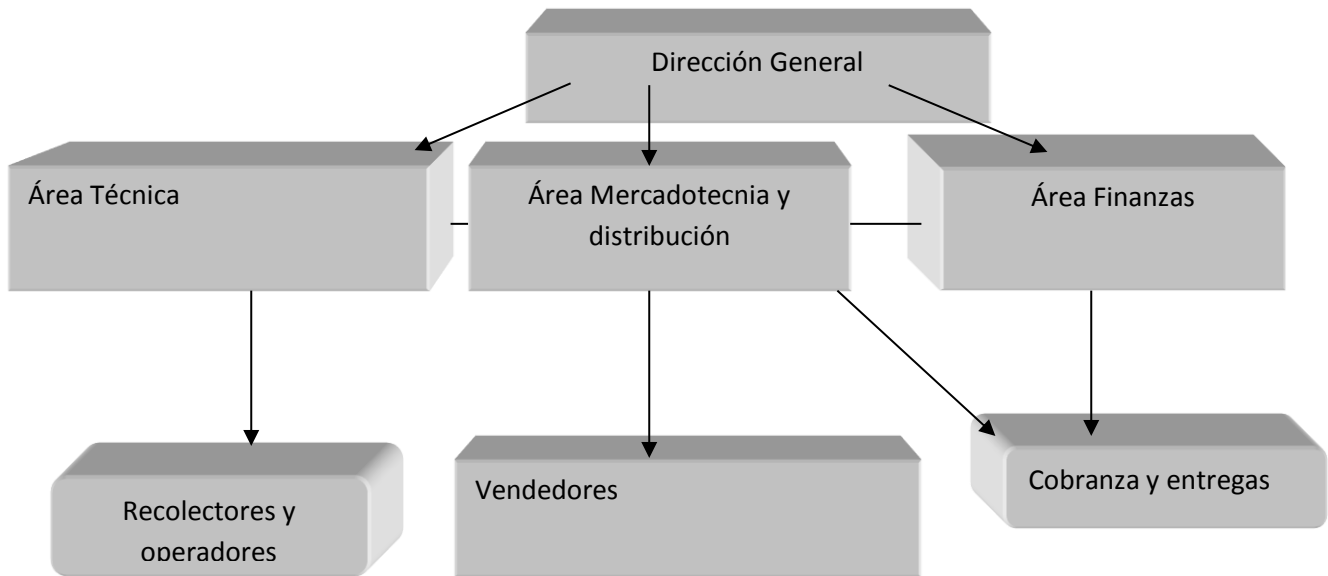 Dirección General
Área Técnica
Área Mercadotecnia y
distribución
Área Finanzas
Recolectores y
operadores
Vendedores
Cobranza y entregas